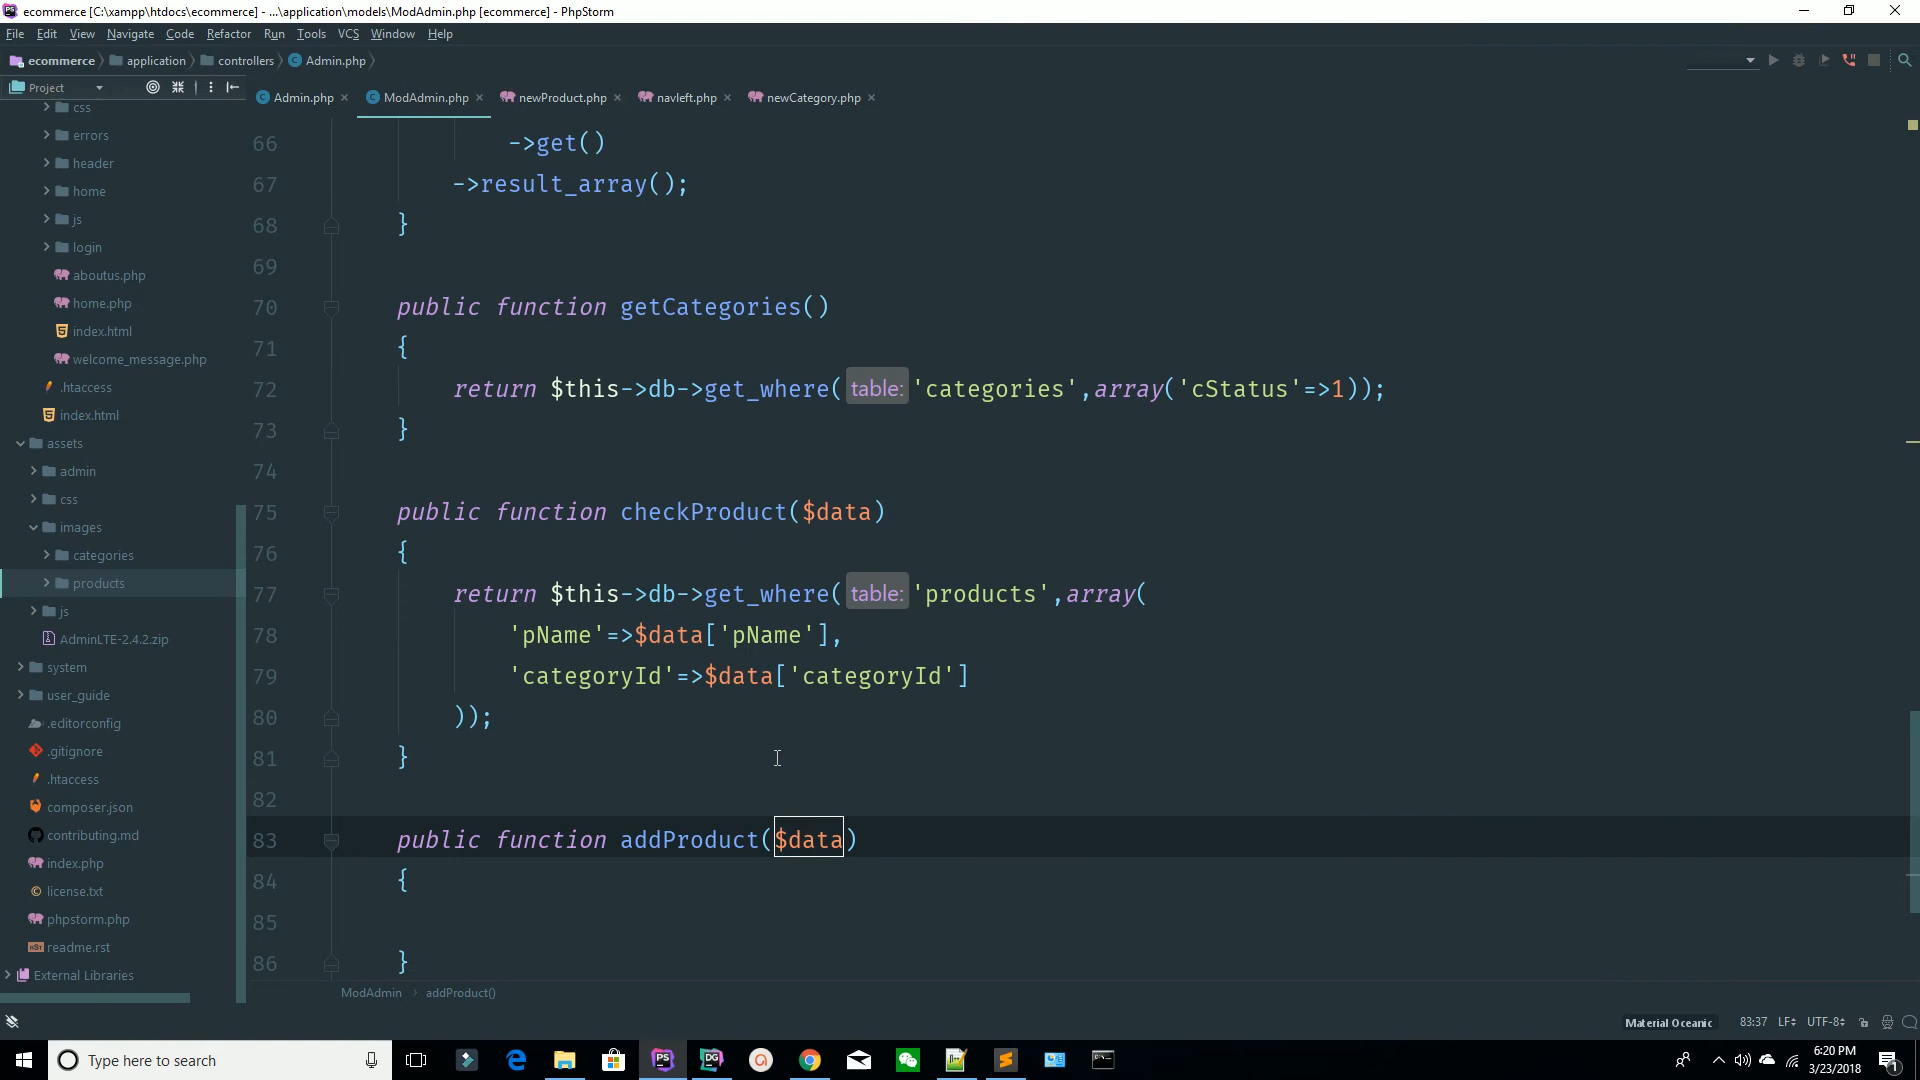 ecommerce [C:\xampp\htdocs\ecommerce] - ...\application\models\ModAdmin.php [ecommerce] - PhpStorm
File Edit View Navigate Code Refactor Run Tools VCS Window Help
ecommerce application controllers Admin.php
Project
Admin.php ModAdmin.php newProduct.php navleft.php newCategory.php
css
errors
header
home
js
login
aboutus.php
home.php
index.html
welcome_message.php
.htaccess
index.html
assets
admin
css
images
categories
products
js
AdminLTE-2.4.2.zip
system
user_guide
.editorconfig
.gitignore
.htaccess
composer.json
contributing.md
index.php
license.txt
phpstorm.php
readme.rst
External Libraries
66 ->get()
67 ->result_array();
68 }
69
70 public function getCategories()
71 {
72 return $this->db->get_where( table: 'categories',array('cStatus'=>1));
73 }
74
75 public function checkProduct($data)
76 {
77 return $this->db->get_where( table: 'products',array(
78 'pName'=>$data['pName'],
79 'categoryId'=>$data['categoryId']
80 ));
81 }
82
83 public function addProduct($data)
84 {
85
86 }
ModAdmin addProduct()
Material Oceanic 83:37 LF UTF-8
Type here to search
6:20 PM
3/23/2018
1